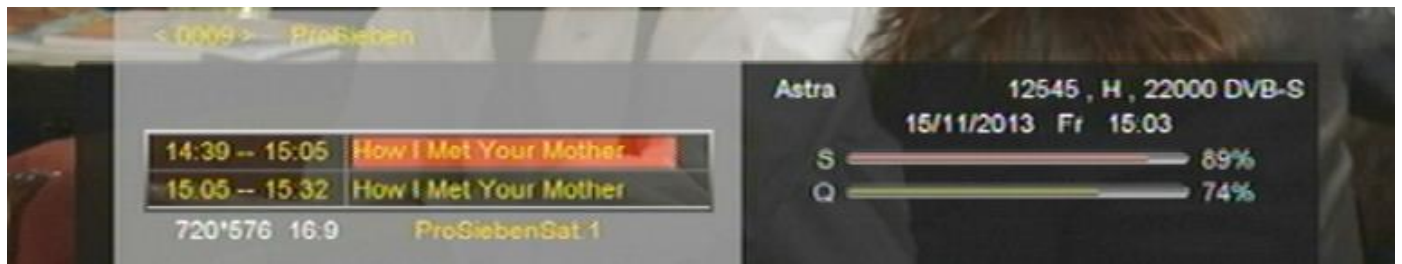 < 0009 > ProSieben
Astra 12545 , H , 22000 DVB-S
15/11/2013 Fr 15:03
14:39 -- 15:05 How I Met Your Mother
S 89%
15:05 -- 15:32 How I Met Your Mother
Q 74%
720*576 16:9 ProSiebenSat.1